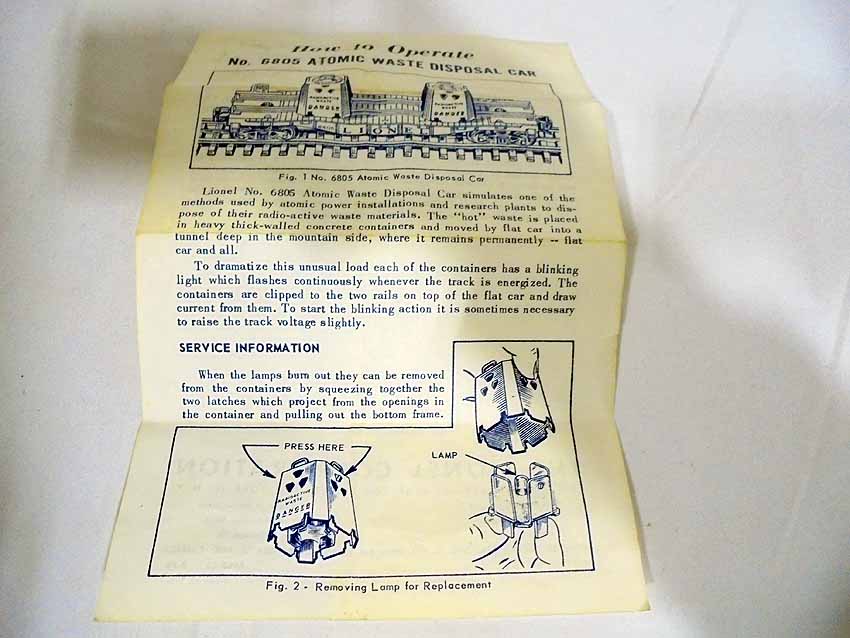 How to Operate
No. 6805 ATOMIC WASTE DISPOSAL CAR
RADIOACTIVE
WASTE
DANGER
RADIOACTIVE
WASTE
DANGER
LIONEL
Fig. 1 No. 6805 Atomic Waste Disposal Car
Lionel No. 6805 Atomic Waste Disposal Car simulates one of the
methods used by atomic power installations and research plants to dis-
pose of their radio-active waste materials. The "hot" waste is placed
in heavy thick-walled concrete containers and moved by flat car into a
tunnel deep in the mountain side, where it remains permanently -- flat
car and all.
To dramatize this unusual load each of the containers has a blinking
light which flashes continuously whenever the track is energized. The
containers are clipped to the two rails on top of the flat car and draw
current from them. To start the blinking action it is sometimes necessary
to raise the track voltage slightly.
SERVICE INFORMATION
When the lamps burn out they can be removed
from the containers by squeezing together the
two latches which project from the openings in
the container and pulling out the bottom frame.
PRESS HERE
LAMP
RADIOACTIVE
WASTE
DANGER
Fig. 2 - Removing Lamp for Replacement